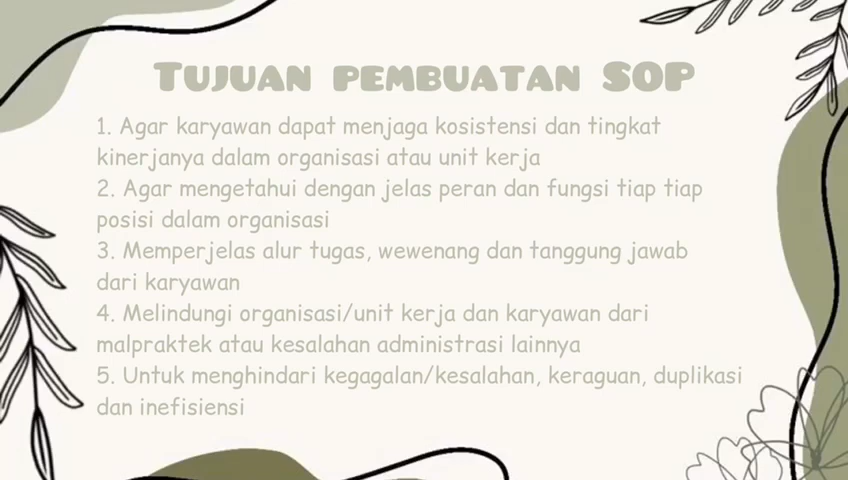 TUJUAN PEMBUATAN SOP
1. Agar karyawan dapat menjaga kosistensi dan tingkat
kinerjanya dalam organisasi atau unit kerja
2. Agar mengetahui dengan jelas peran dan fungsi tiap tiap
posisi dalam organisasi
3. Memperjelas alur tugas, wewenang dan tanggung jawab
dari karyawan
4. Melindungi organisasi/unit kerja dan karyawan dari
malpraktek atau kesalahan administrasi lainnya
5. Untuk menghindari kegagalan/kesalahan, keraguan, duplikasi
dan inefisiensi